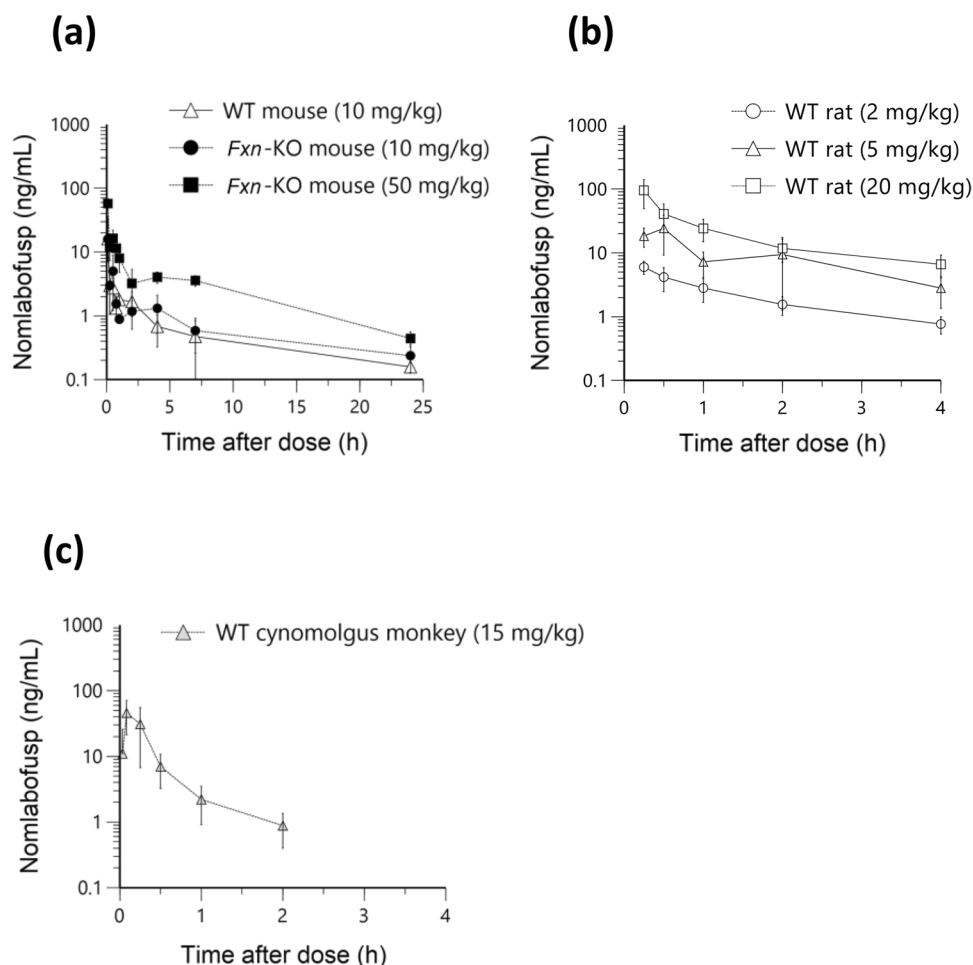 (a)
WT mouse (10 mg/kg)
Fxn-KO mouse (10 mg/kg)
Fxn-KO mouse (50 mg/kg)
Nomlabofusp (ng/mL)
1000
100
10
1
0.1
0 5 10 15 20 25
Time after dose (h)
(b)
WT rat (2 mg/kg)
WT rat (5 mg/kg)
WT rat (20 mg/kg)
Nomlabofusp (ng/mL)
1000
100
10
1
0.1
0 1 2 3 4
Time after dose (h)
(c)
WT cynomolgus monkey (15 mg/kg)
Nomlabofusp (ng/mL)
1000
100
10
1
0.1
0 1 2 3 4
Time after dose (h)